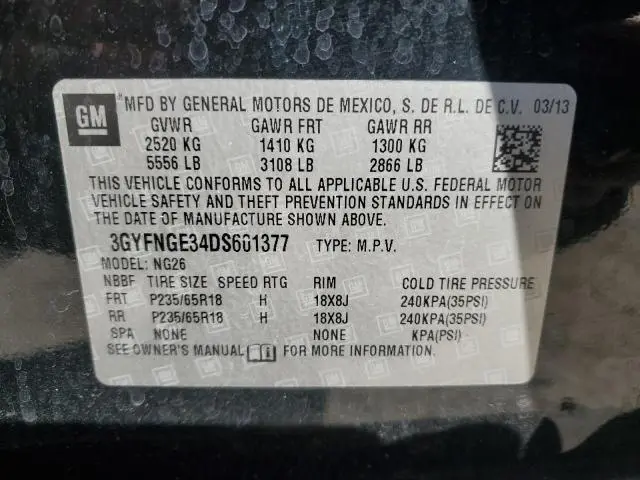 GM MFD BY GENERAL MOTORS DE MEXICO, S. DE R.L. DE C.V. 03/13
GVWR GAWR FRT GAWR RR
2520 KG 1410 KG 1300 KG
5556 LB 3108 LB 2866 LB
THIS VEHICLE CONFORMS TO ALL APPLICABLE U.S. FEDERAL MOTOR
VEHICLE SAFETY AND THEFT PREVENTION STANDARDS IN EFFECT ON
THE DATE OF MANUFACTURE SHOWN ABOVE.
3GYFNGE34DS601377 TYPE: M.P.V.
MODEL: NG26
NBBF TIRE SIZE SPEED RTG RIM COLD TIRE PRESSURE
FRT P235/65R18 H 18X8J 240KPA(35PSI)
RR P235/65R18 H 18X8J 240KPA(35PSI)
SPA NONE NONE KPA(PSI)
SEE OWNER'S MANUAL FOR MORE INFORMATION.